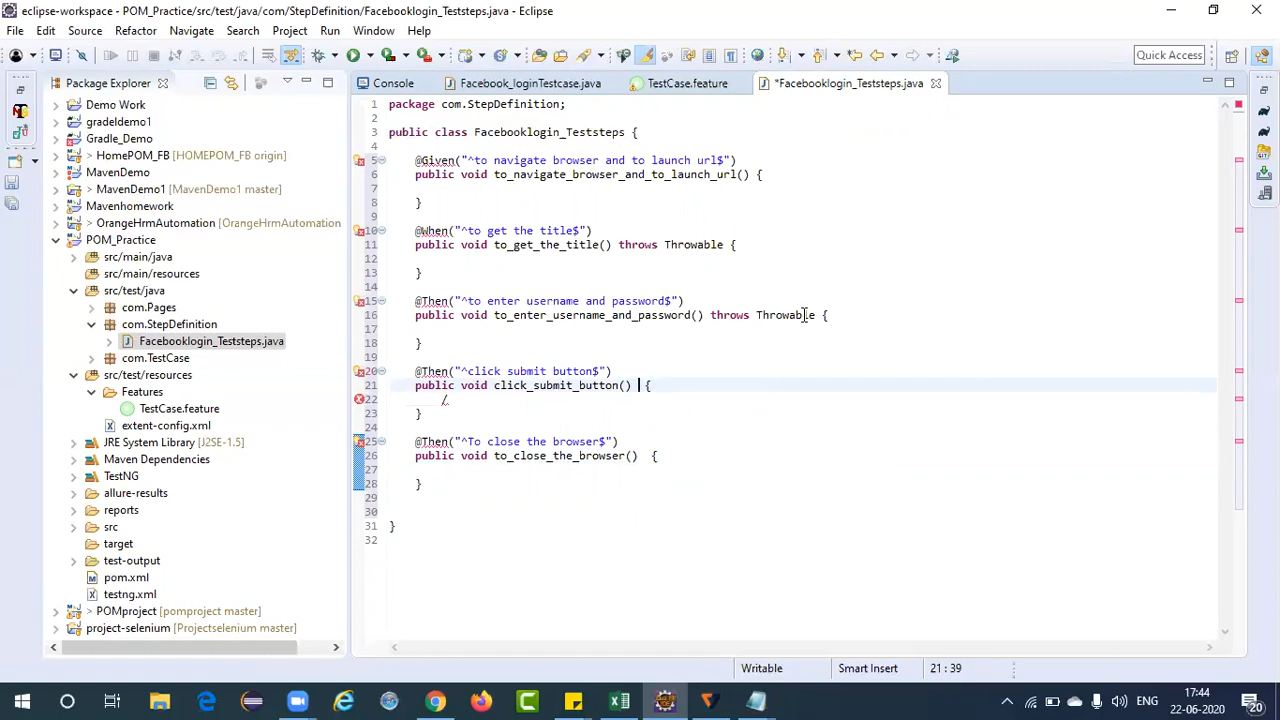 eclipse-workspace - POM_Practice/src/test/java/com/StepDefinition/Facebooklogin_Teststeps.java - Eclipse
File Edit Source Refactor Navigate Search Project Run Window Help
Quick Access
Package Explorer
Console Facebook_loginTestcase.java TestCase.feature *Facebooklogin_Teststeps.java
Demo Work
gradeldemo1
Gradle_Demo
> HomePOM_FB [HOMEPOM_FB origin]
MavenDemo
> MavenDemo1 [MavenDemo1 master]
Mavenhomework
> OrangeHrmAutomation [OrangeHrmAutomation
POM_Practice
src/main/java
src/main/resources
src/test/java
com.Pages
com.StepDefinition
Facebooklogin_Teststeps.java
com.TestCase
src/test/resources
Features
TestCase.feature
extent-config.xml
JRE System Library [J2SE-1.5]
Maven Dependencies
TestNG
allure-results
reports
src
target
test-output
pom.xml
testng.xml
> POMproject [pomproject master]
project-selenium [Projectselenium master]
1 package com.StepDefinition;
2
3 public class Facebooklogin_Teststeps {
4
5 @Given("^to navigate browser and to launch url$")
6 public void to_navigate_browser_and_to_launch_url() {
7
8 }
9
10 @When("^to get the title$")
11 public void to_get_the_title() throws Throwable {
12
13 }
14
15 @Then("^to enter username and password$")
16 public void to_enter_username_and_password() throws Throwable {
17
18 }
19
20 @Then("^click submit button$")
21 public void click_submit_button() {
22 /
23 }
24
25 @Then("^To close the browser$")
26 public void to_close_the_browser() {
27
28 }
29
30
31 }
32
Writable Smart Insert 21 : 39
ENG
17:44
22-06-2020
20